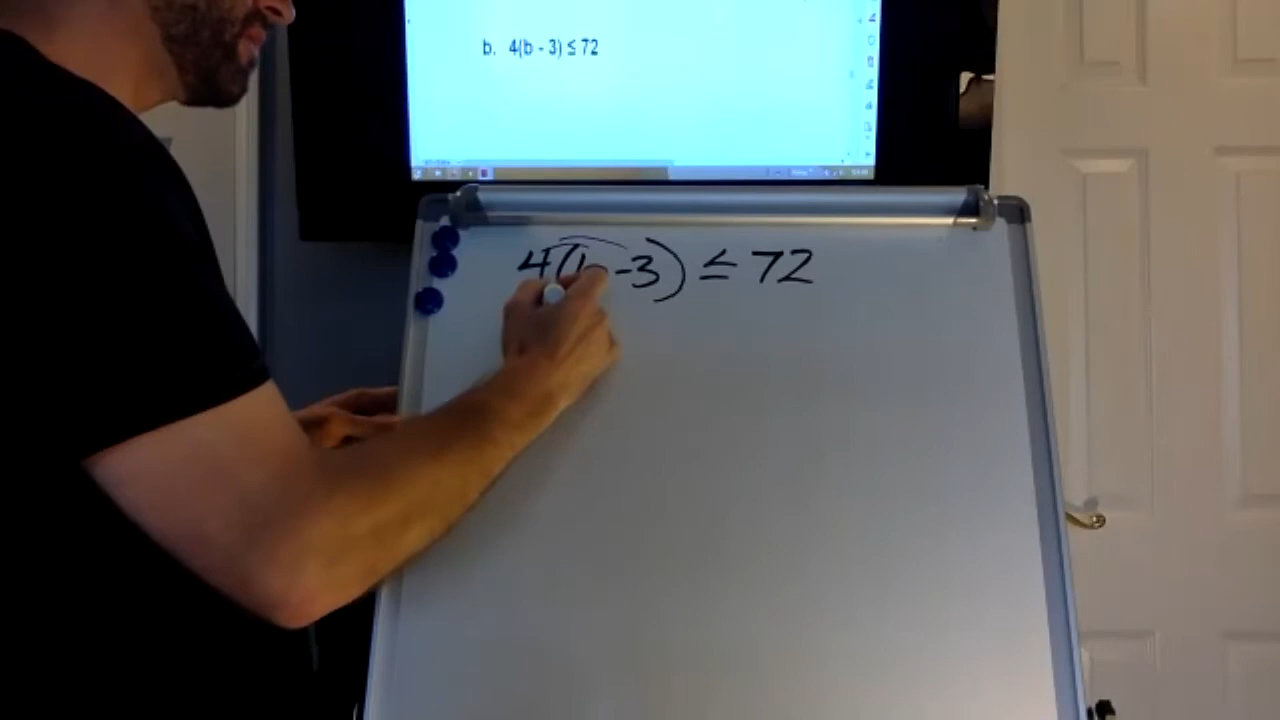 b. 4(b - 3) ≤ 72
4(b-3) ≤ 72